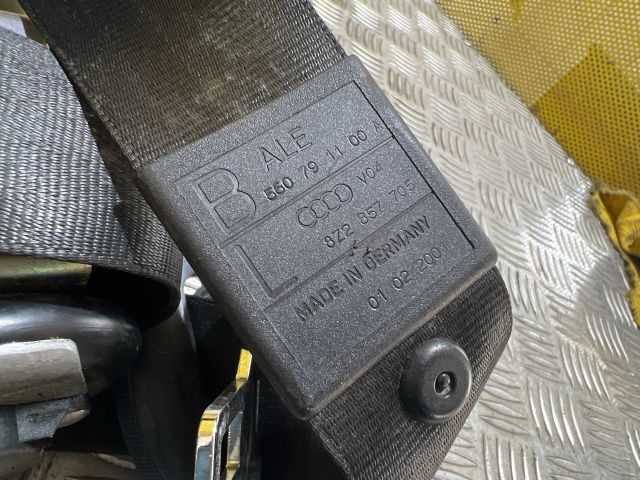 B ALE
560 79 11 00 A
V04
L 8Z2 857 705
MADE IN GERMANY
01 02 2001